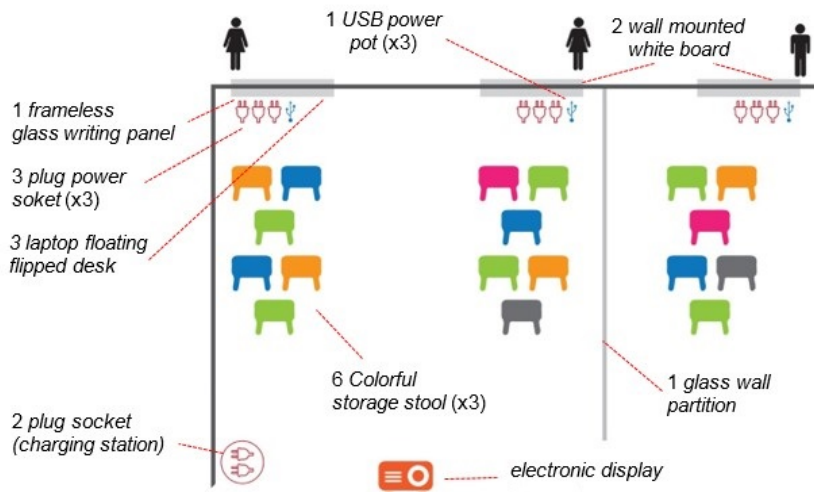 1 USB power
pot (x3)
2 wall mounted
white board
1 frameless
glass writing panel
3 plug power
soket (x3)
3 laptop floating
flipped desk
6 Colorful
storage stool (x3)
1 glass wall
partition
2 plug socket
(charging station)
electronic display